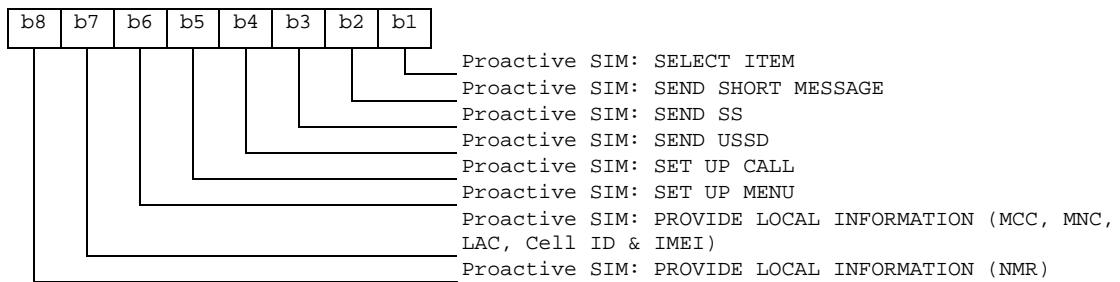 b8 b7 b6 b5 b4 b3 b2 b1
Proactive SIM: SELECT ITEM
Proactive SIM: SEND SHORT MESSAGE
Proactive SIM: SEND SS
Proactive SIM: SEND USSD
Proactive SIM: SET UP CALL
Proactive SIM: SET UP MENU
Proactive SIM: PROVIDE LOCAL INFORMATION (MCC, MNC,
LAC, Cell ID & IMEI)
Proactive SIM: PROVIDE LOCAL INFORMATION (NMR)